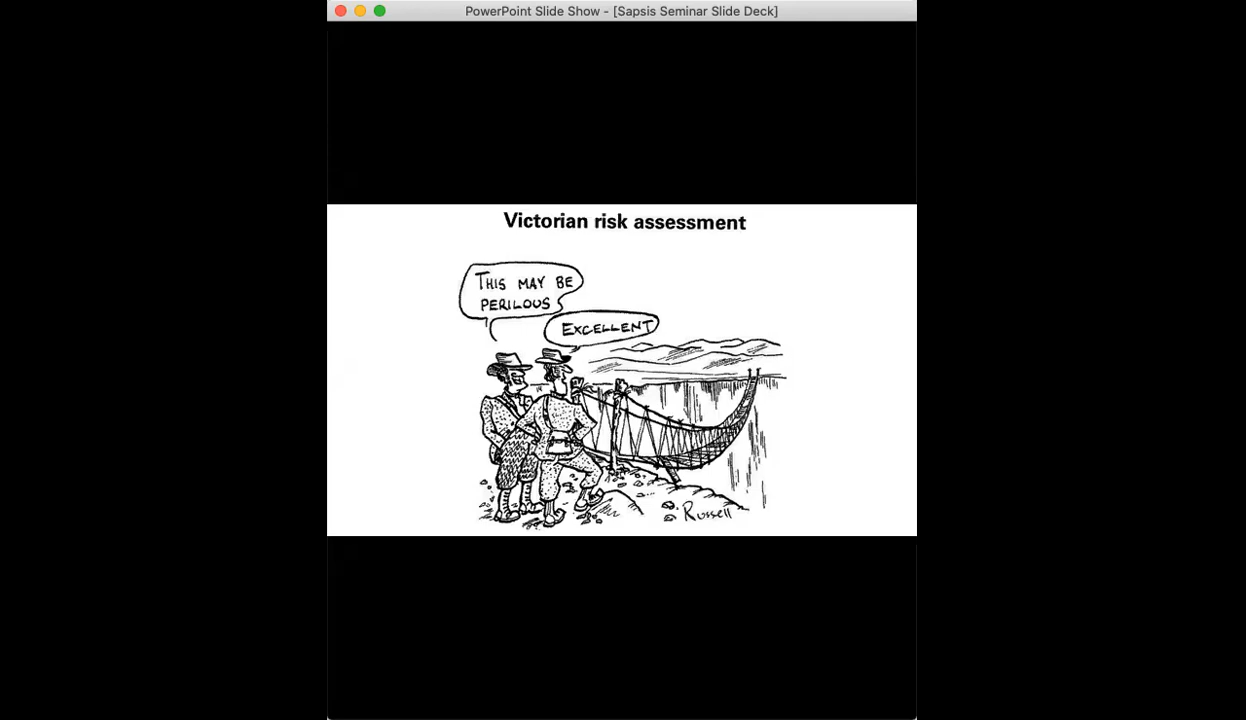 PowerPoint Slide Show - [Sapsis Seminar Slide Deck]
Victorian risk assessment
THIS MAY BE
PERILOUS
EXCELLENT
Russell